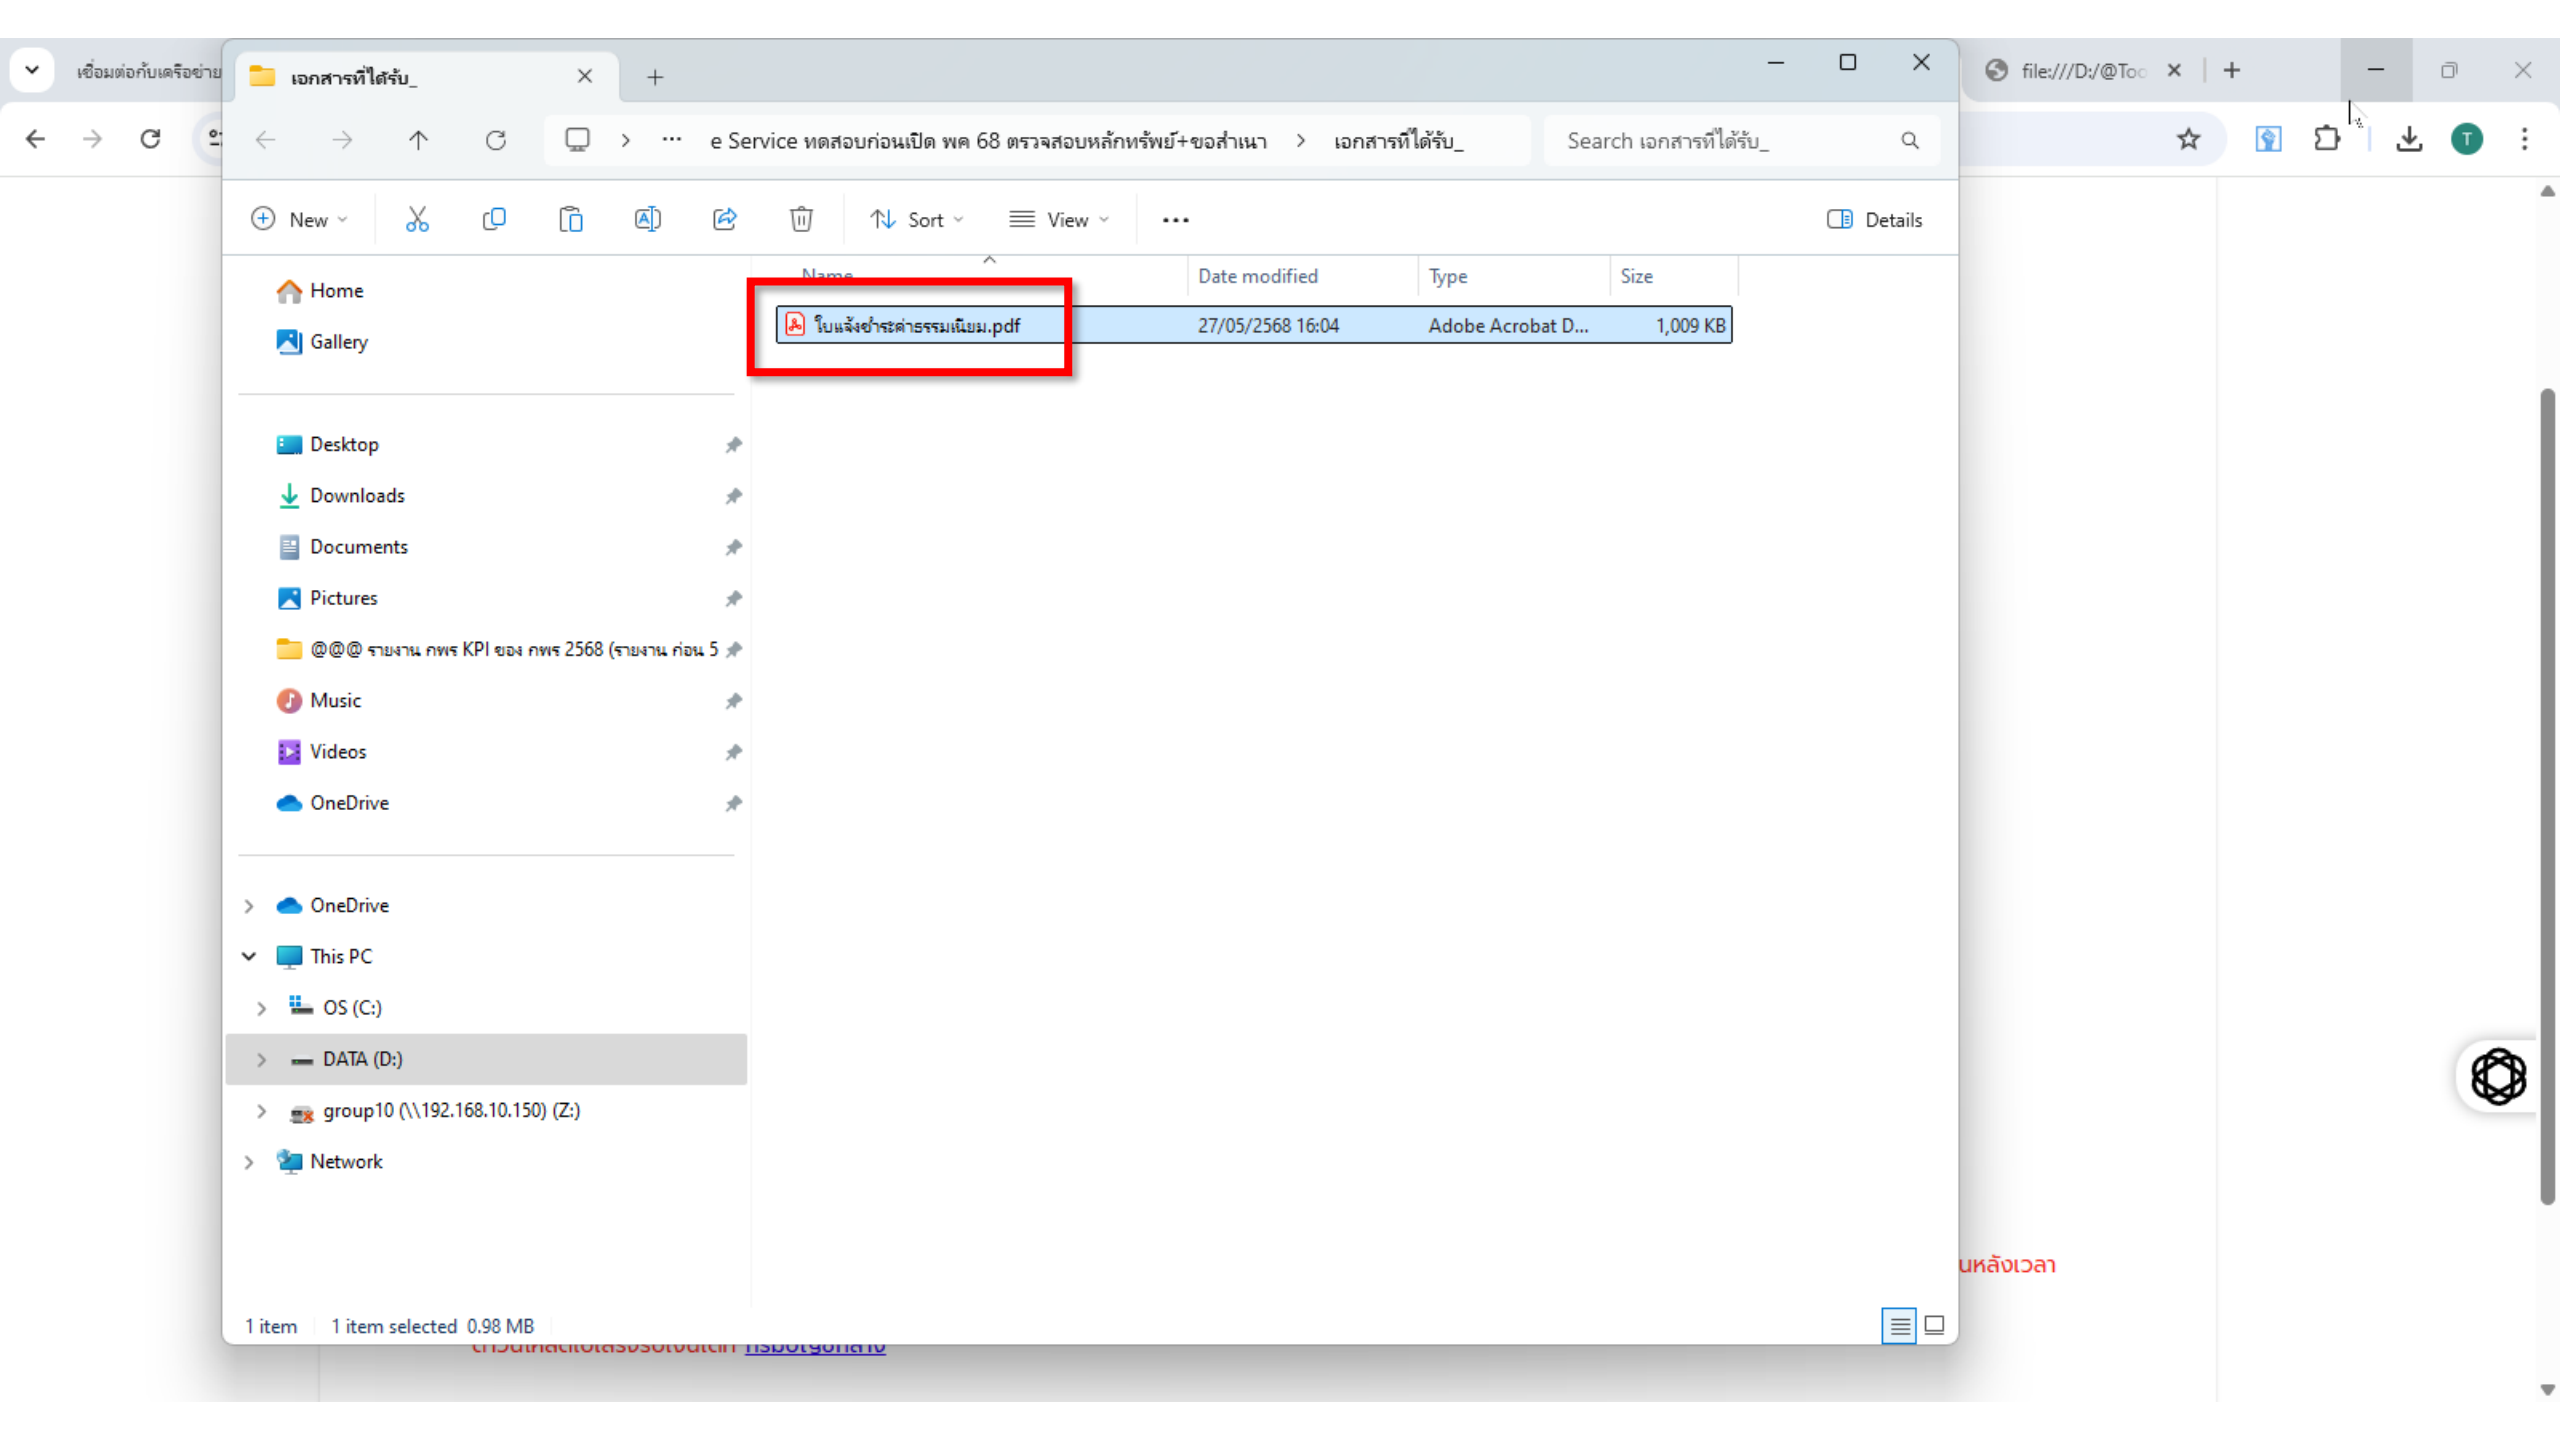 เชื่อมต่อกับเครือข่าย
เอกสารที่ได้รับ_
file:///D:/@Too
e Service ทดสอบก่อนเปิด พค 68 ตรวจสอบหลักทรัพย์+ขอสำเนา > เอกสารที่ได้รับ_
Search เอกสารที่ได้รับ_
T
New
Sort
View
Details
Name
Date modified
Type
Size
ใบแจ้งชำระค่าธรรมเนียม.pdf
27/05/2568 16:04
Adobe Acrobat D...
1,009 KB
Home
Gallery
Desktop
Downloads
Documents
Pictures
@@@ รายงาน กพร KPI ของ กพร 2568 (รายงาน ก่อน 5
Music
Videos
OneDrive
OneDrive
This PC
OS (C:)
DATA (D:)
group10 (\\192.168.10.150) (Z:)
Network
นหลังเวลา
1 item
1 item selected 0.98 MB